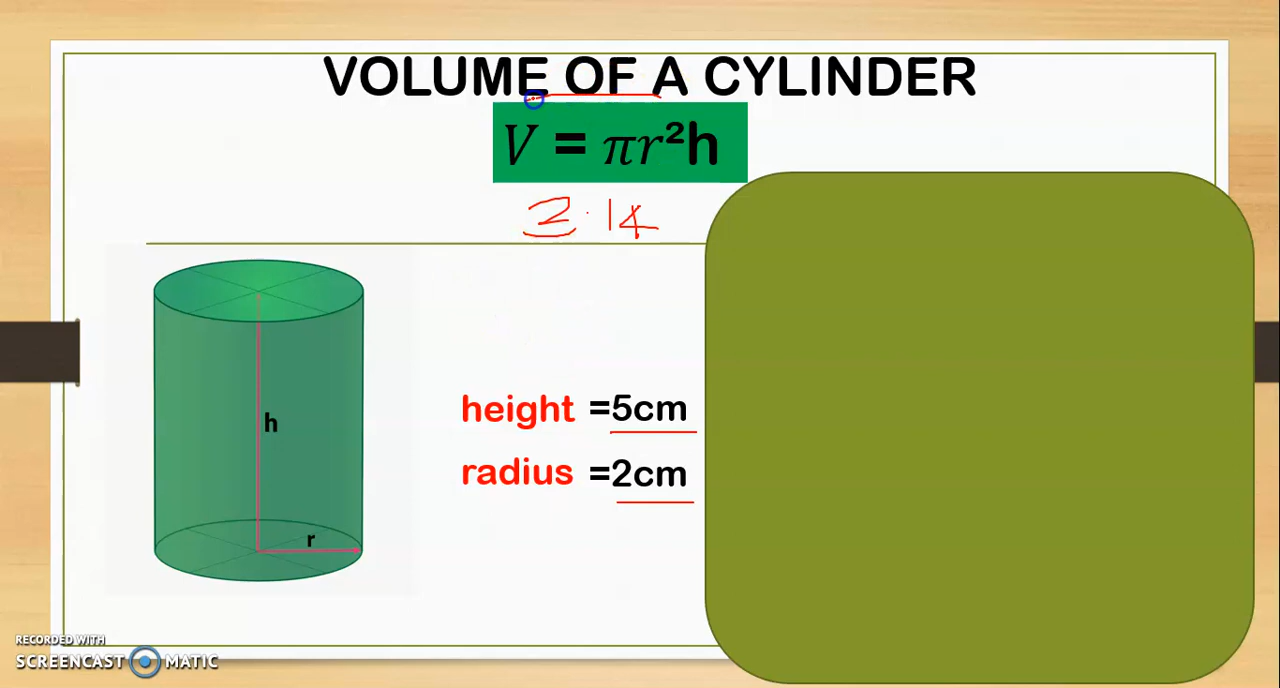 VOLUME OF A CYLINDER
V = πr²h
3.14
h
height =5cm
radius =2cm
r
RECORDED WITH
SCREENCAST MATIC